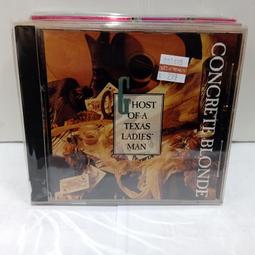 GHOST
OF A
TEXAS
LADIES'
MAN
CONCRETE BLONDE